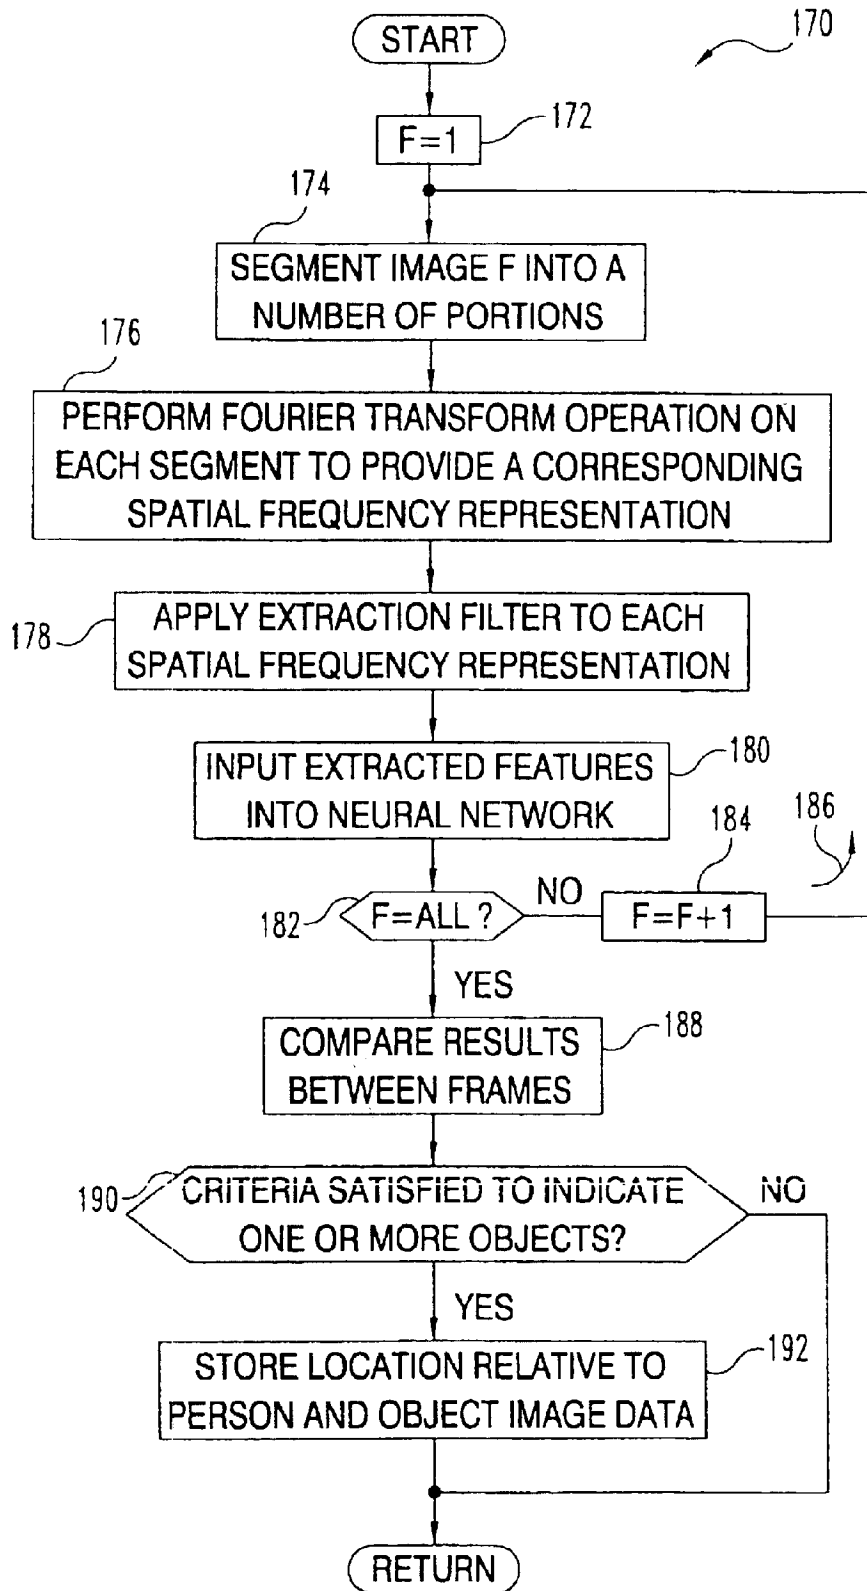 START
170
172
F=1
174
SEGMENT IMAGE F INTO A
NUMBER OF PORTIONS
176
PERFORM FOURIER TRANSFORM OPERATION ON
EACH SEGMENT TO PROVIDE A CORRESPONDING
SPATIAL FREQUENCY REPRESENTATION
178
APPLY EXTRACTION FILTER TO EACH
SPATIAL FREQUENCY REPRESENTATION
180
INPUT EXTRACTED FEATURES
INTO NEURAL NETWORK
182
F=ALL ?
NO
184
F=F+1
186
YES
188
COMPARE RESULTS
BETWEEN FRAMES
190
CRITERIA SATISFIED TO INDICATE
ONE OR MORE OBJECTS?
NO
YES
192
STORE LOCATION RELATIVE TO
PERSON AND OBJECT IMAGE DATA
RETURN